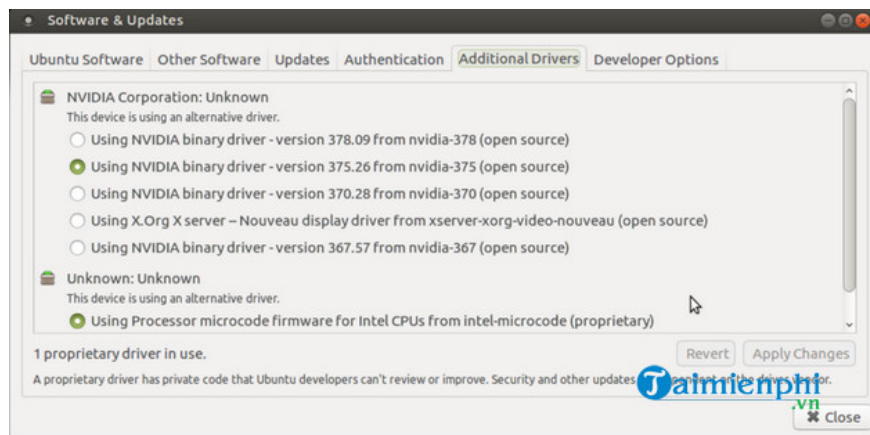 Software & Updates
Ubuntu Software Other Software Updates Authentication Additional Drivers Developer Options
NVIDIA Corporation: Unknown
This device is using an alternative driver.
Using NVIDIA binary driver - version 378.09 from nvidia-378 (open source)
Using NVIDIA binary driver - version 375.26 from nvidia-375 (open source)
Using NVIDIA binary driver - version 370.28 from nvidia-370 (open source)
Using X.Org X server – Nouveau display driver from xserver-xorg-video-nouveau (open source)
Using NVIDIA binary driver - version 367.57 from nvidia-367 (open source)
Unknown: Unknown
This device is using an alternative driver.
Using Processor microcode firmware for Intel CPUs from intel-microcode (proprietary)
1 proprietary driver in use.
Revert Apply Changes
A proprietary driver has private code that Ubuntu developers can't review or improve. Security and other updates on the driver vendor.
Taimienphi
.vn
Close